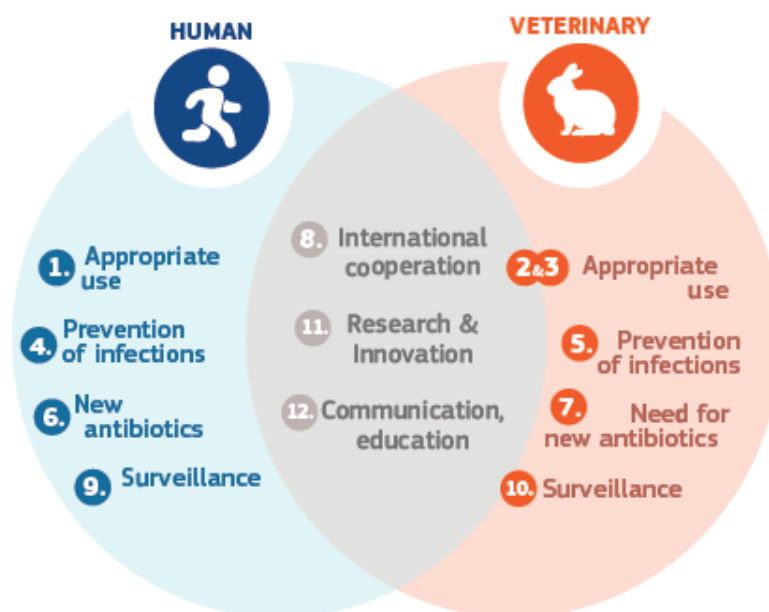 HUMAN
VETERINARY
1. Appropriate
use
4. Prevention
of infections
6. New
antibiotics
9. Surveillance
8. International
cooperation
11. Research &
Innovation
12. Communication,
education
2&3 Appropriate
use
5. Prevention
of infections
7. Need for
new antibiotics
10. Surveillance